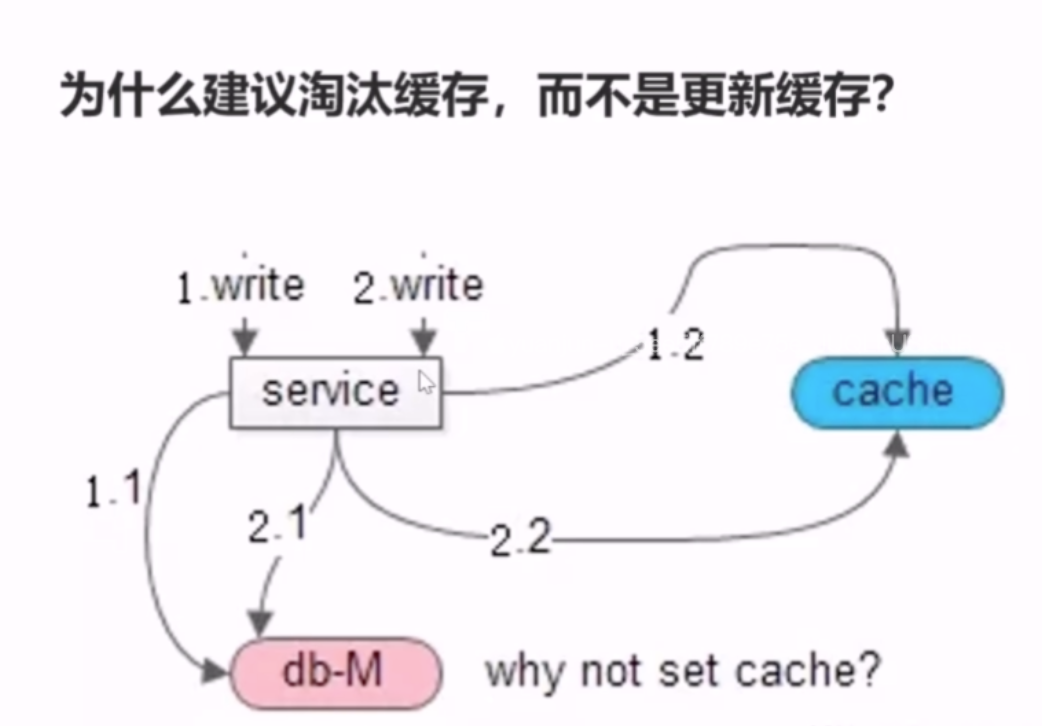 为什么建议淘汰缓存，而不是更新缓存？
1.write 2.write
1.2
service
cache
1.1
2.1
2.2
db-M
why not set cache?